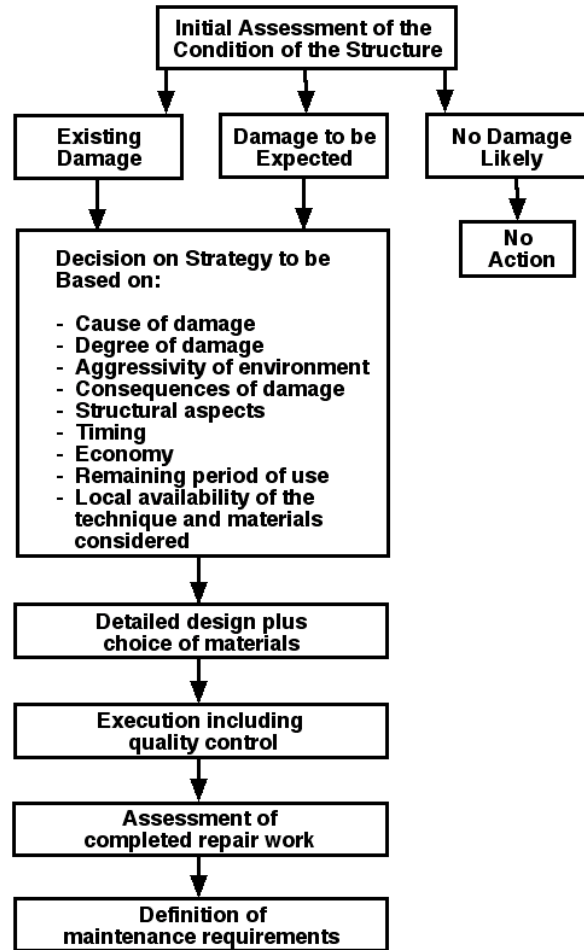 Initial Assessment of the
Condition of the Structure
Existing
Damage
Damage to be
Expected
No Damage
Likely
No
Action
Decision on Strategy to be
Based on:
- Cause of damage
- Degree of damage
- Aggressivity of environment
- Consequences of damage
- Structural aspects
- Timing
- Economy
- Remaining period of use
- Local availability of the
technique and materials
considered
Detailed design plus
choice of materials
Execution including
quality control
Assessment of
completed repair work
Definition of
maintenance requirements